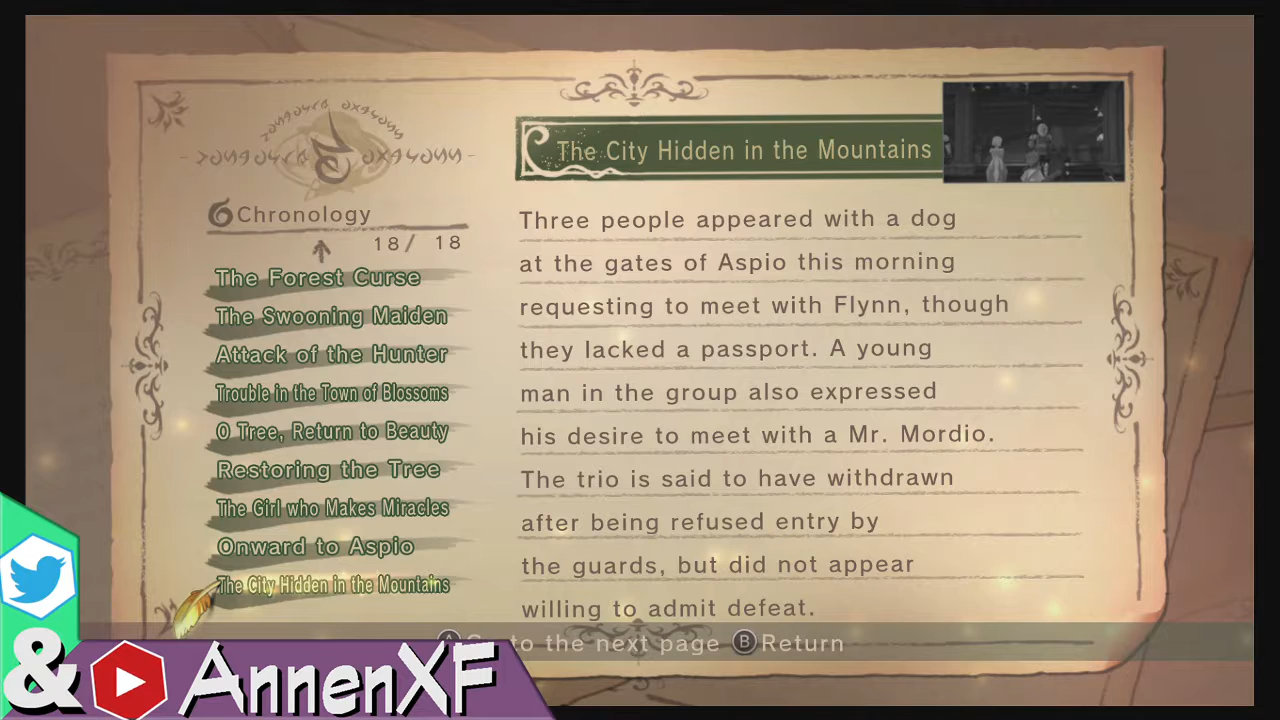 The City Hidden in the Mountains
Chronology
18/ 18
The Forest Curse
The Swooning Maiden
Attack of the Hunter
Trouble in the Town of Blossoms
O Tree, Return to Beauty
Restoring the Tree
The Girl who Makes Miracles
Onward to Aspio
The City Hidden in the Mountains
Three people appeared with a dog
at the gates of Aspio this morning
requesting to meet with Flynn, though
they lacked a passport. A young
man in the group also expressed
his desire to meet with a Mr. Mordio.
The trio is said to have withdrawn
after being refused entry by
the guards, but did not appear
willing to admit defeat.
to the next page B Return
& AnnenXF